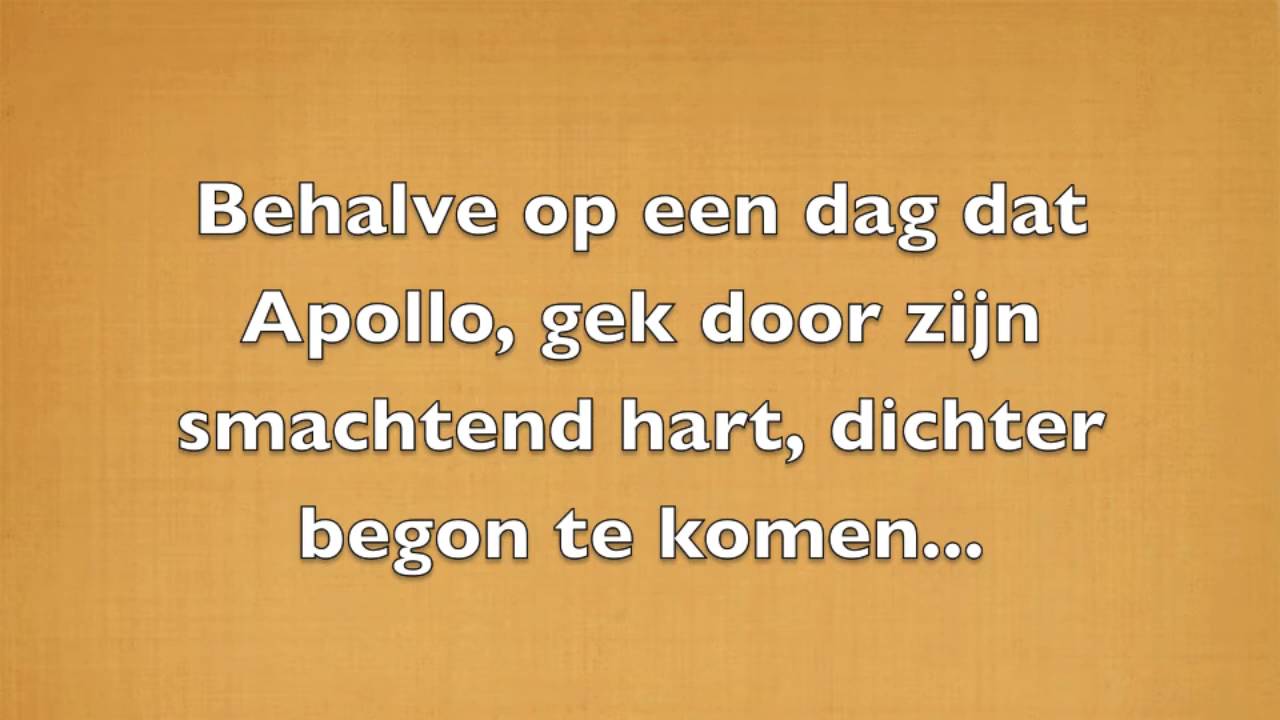 Behalve op een dag dat
Apollo, gek door zijn
smachtend hart, dichter
begon te komen...